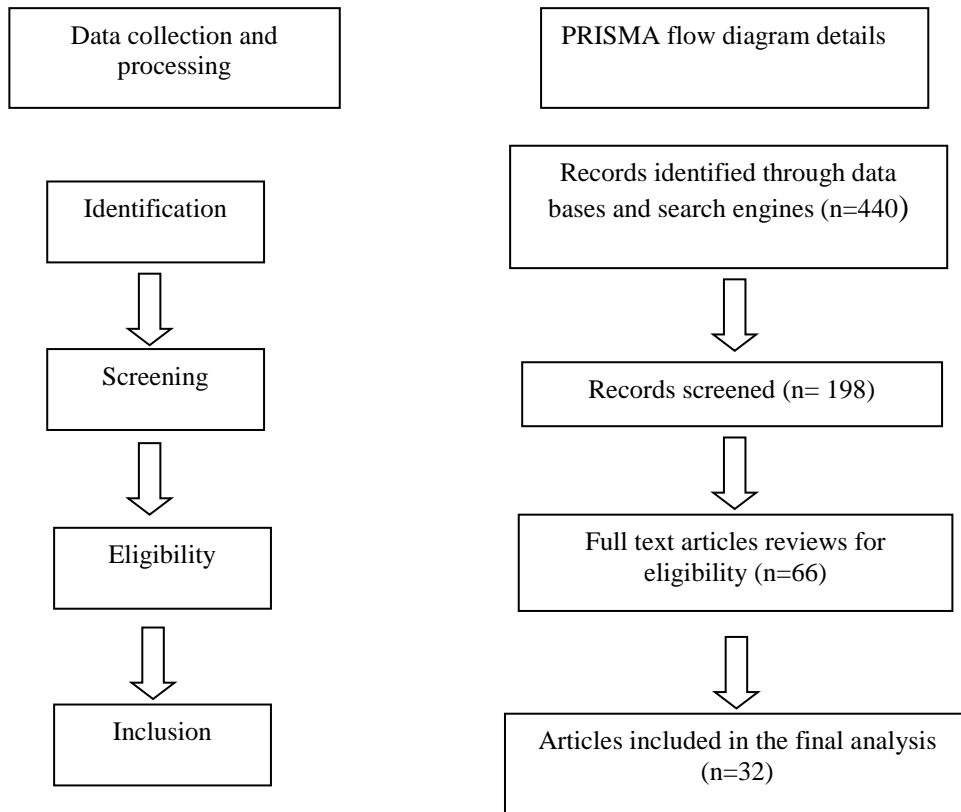 Data collection and
processing
PRISMA flow diagram details
Identification
Records identified through data
bases and search engines (n=440)
Screening
Records screened (n= 198)
Eligibility
Full text articles reviews for
eligibility (n=66)
Inclusion
Articles included in the final analysis
(n=32)